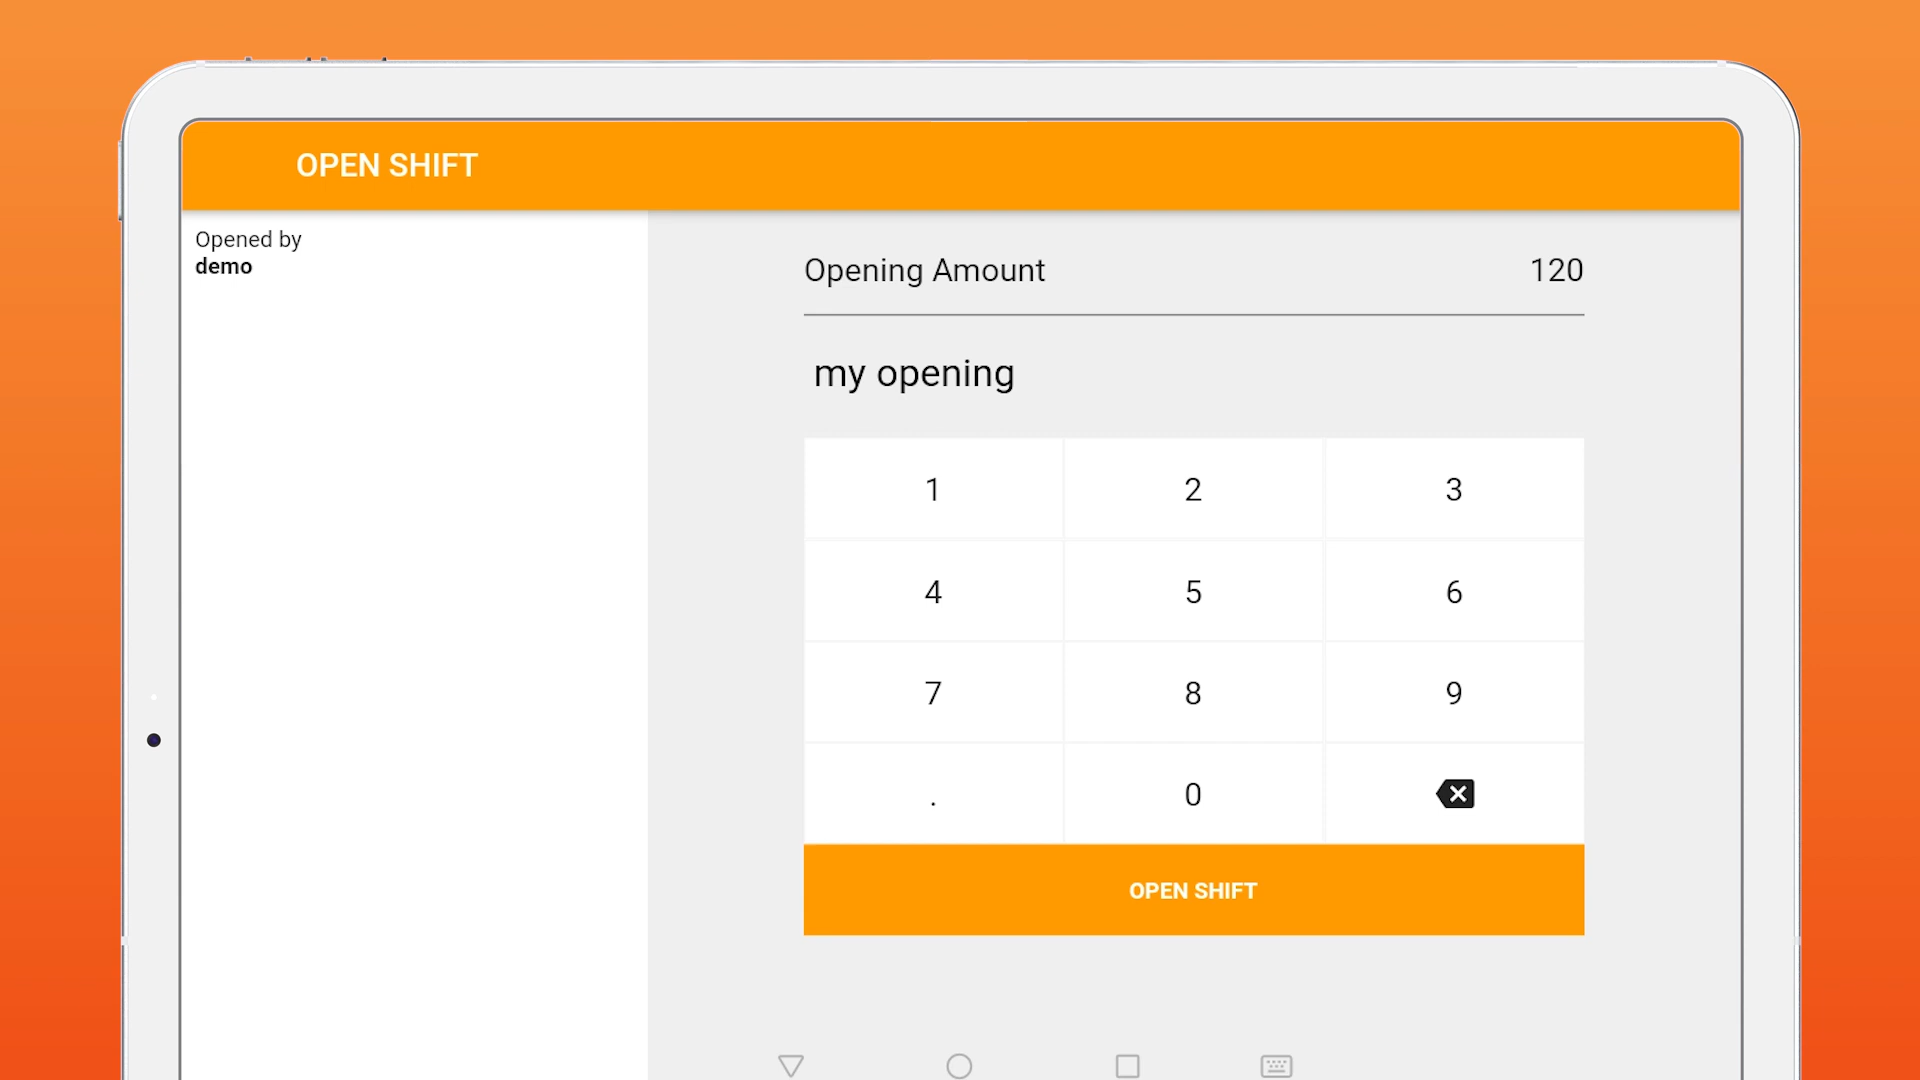 OPEN SHIFT
Opened by
demo
Opening Amount 120
my opening
1 2 3
4 5 6
7 8 9
. 0
OPEN SHIFT